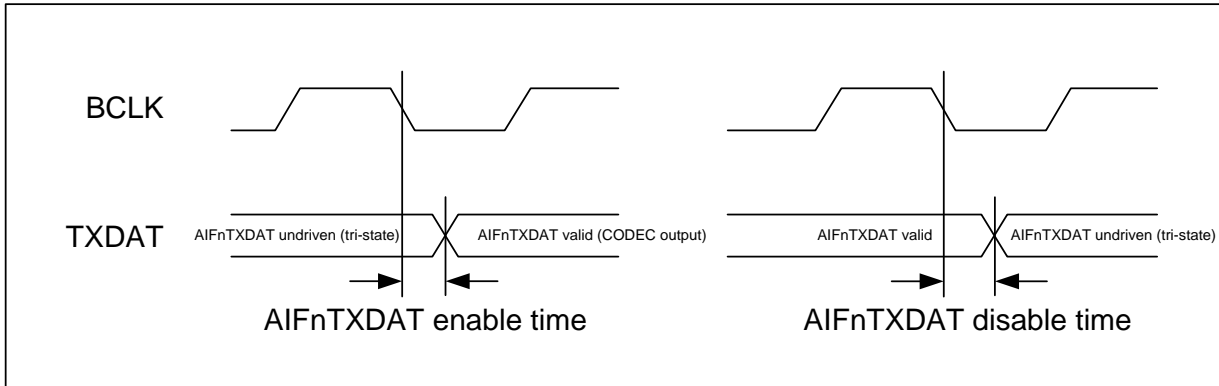 BCLK
TXDAT
AIFnTXDAT undriven (tri-state)
AIFnTXDAT valid (CODEC output)
AIFnTXDAT valid
AIFnTXDAT undriven (tri-state)
AIFnTXDAT enable time
AIFnTXDAT disable time